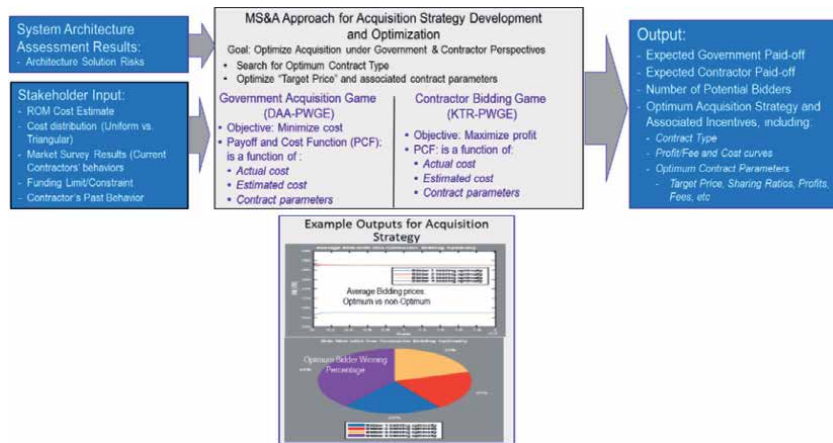 System Architecture
Assessment Results:
- Architecture Solution Risks
Stakeholder Input:
- ROM Cost Estimate
- Cost distribution (Uniform vs.
Triangular)
- Market Survey Results (Current
Contractors' behaviors)
- Funding Limit/Constraint
- Contractor's Past Behavior
MS&A Approach for Acquisition Strategy Development
and Optimization
Goal: Optimize Acquisition under Government & Contractor Perspectives
• Search for Optimum Contract Type
• Optimize "Target Price" and associated contract parameters
Government Acquisition Game
(DAA-PWGE)
• Objective: Minimize cost
• Payoff and Cost Function (PCF):
is a function of :
• Actual cost
• Estimated cost
• Contract parameters
Contractor Bidding Game
(KTR-PWGE)
• Objective: Maximize profit
• PCF: is a function of:
• Actual cost
• Estimated cost
• Contract parameters
Output:
- Expected Government Paid-off
- Expected Contractor Paid-off
- Number of Potential Bidders
- Optimum Acquisition Strategy and
Associated Incentives, including:
• Contract Type
• Profit/Fee and Cost curves
• Optimum Contract Parameters
- Target Price, Sharing Ratios, Profits,
Fees, etc
Example Outputs for Acquisition
Strategy
Average Bidding prices
Optimum vs non-Optimum
Optimum Bidder Winning
Percentage